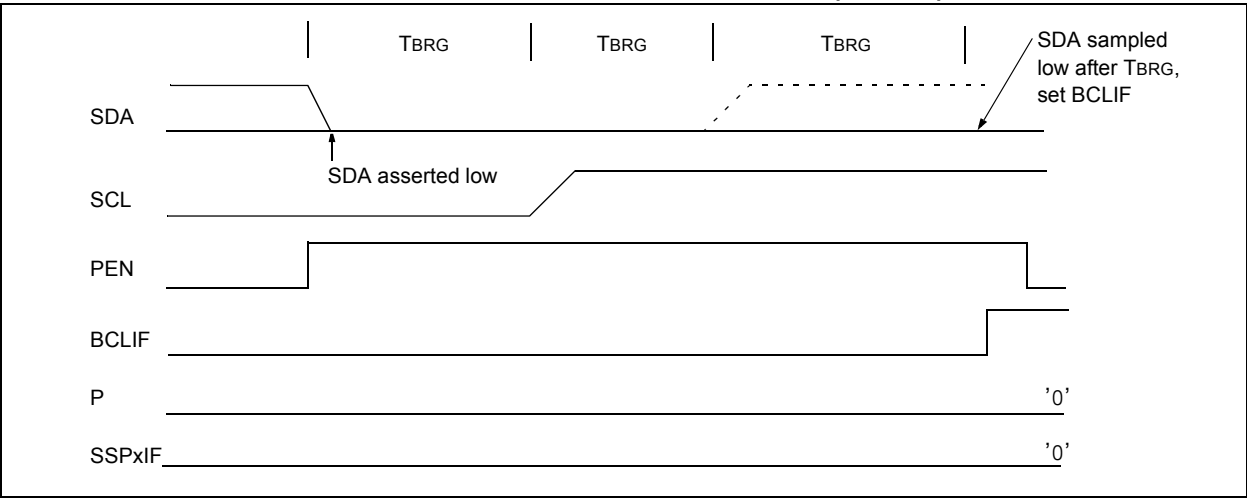 TBRG TBRG TBRG
SDA sampled
low after TBRG,
set BCLIF
SDA
SDA asserted low
SCL
PEN
BCLIF
P '0'
SSPxIF '0'